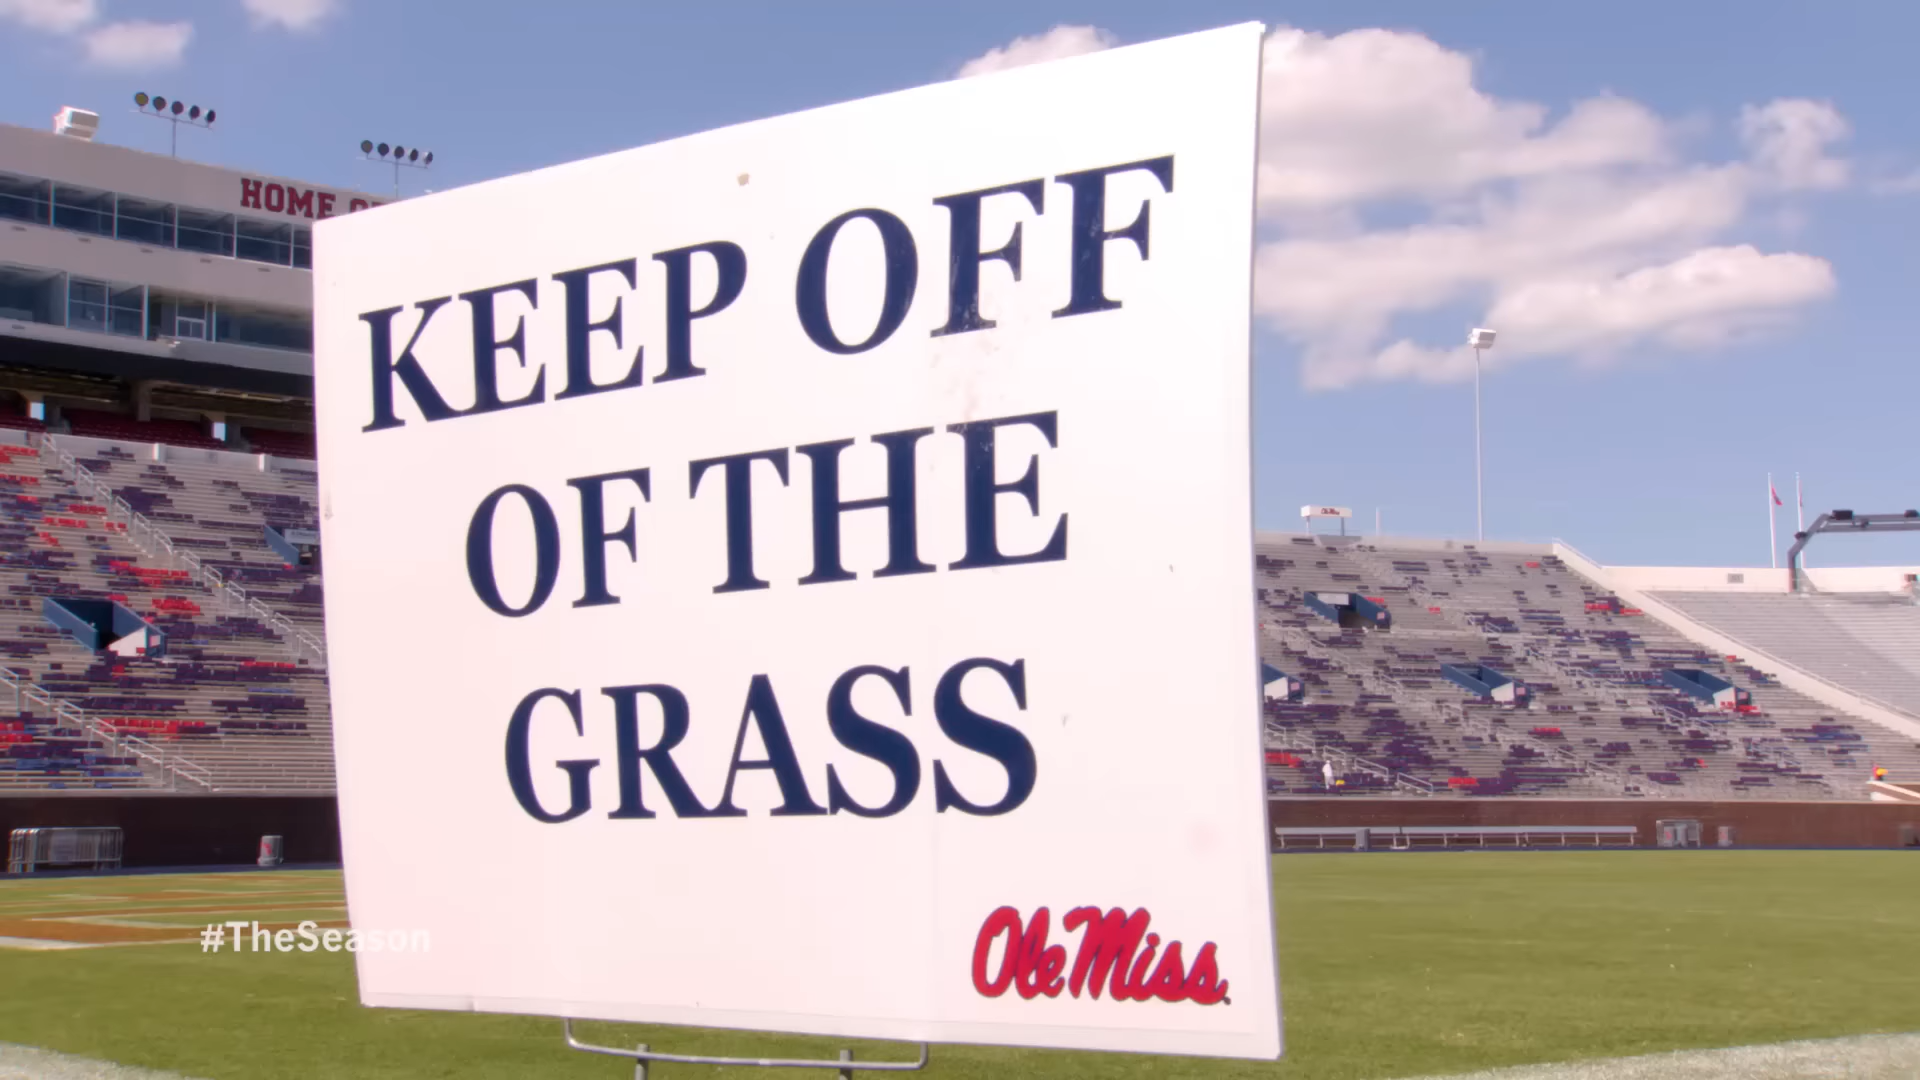 HOME O
KEEP OFF
OF THE
GRASS
Ole Miss
#TheSeason